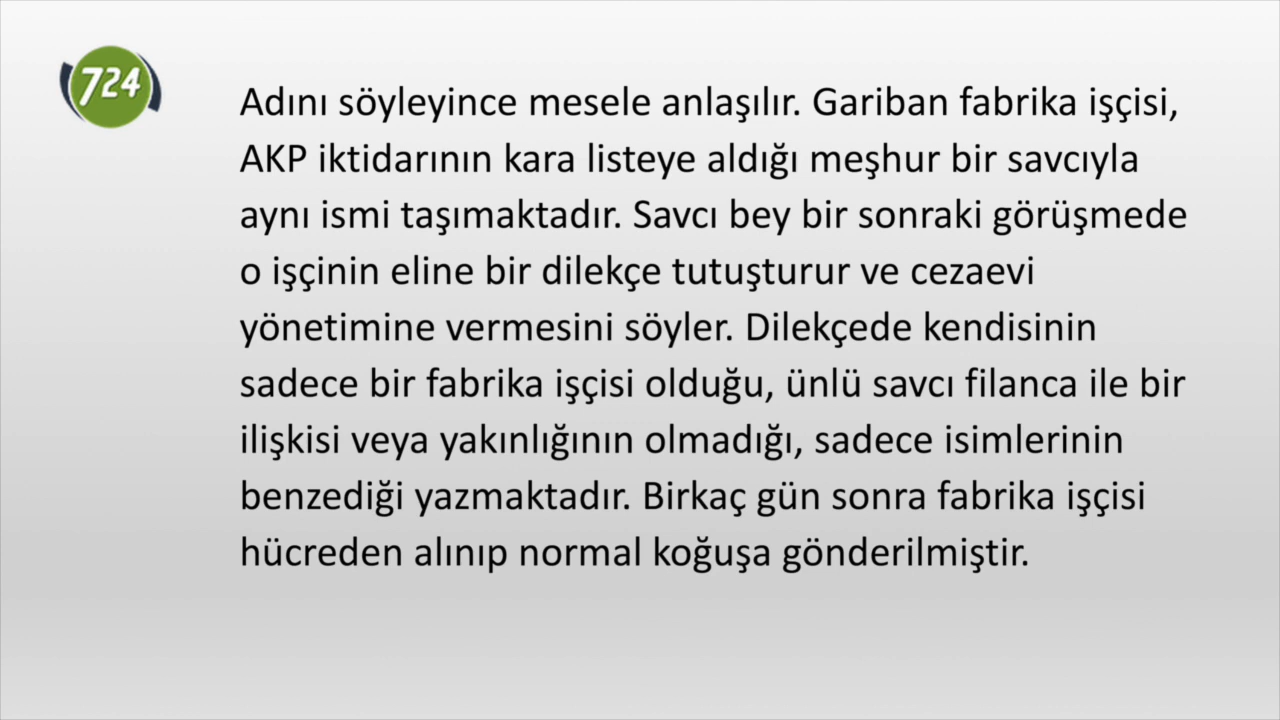 724
Adını söyleyince mesele anlaşılır. Gariban fabrika işçisi,
AKP iktidarının kara listeye aldığı meşhur bir savcıyla
aynı ismi taşımaktadır. Savcı bey bir sonraki görüşmede
o işçinin eline bir dilekçe tutuşturur ve cezaevi
yönetimine vermesini söyler. Dilekçede kendisinin
sadece bir fabrika işçisi olduğu, ünlü savcı filanca ile bir
ilişkisi veya yakınlığının olmadığı, sadece isimlerinin
benzediği yazmaktadır. Birkaç gün sonra fabrika işçisi
hücreden alınıp normal koğuşa gönderilmiştir.